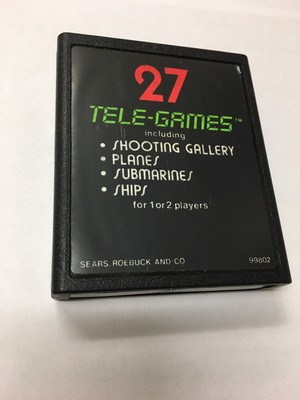 27
TELE-GAMES™
including
• SHOOTING GALLERY
• PLANES
• SUBMARINES
• SHIPS
for 1 or 2 players
SEARS, ROEBUCK AND CO 99802